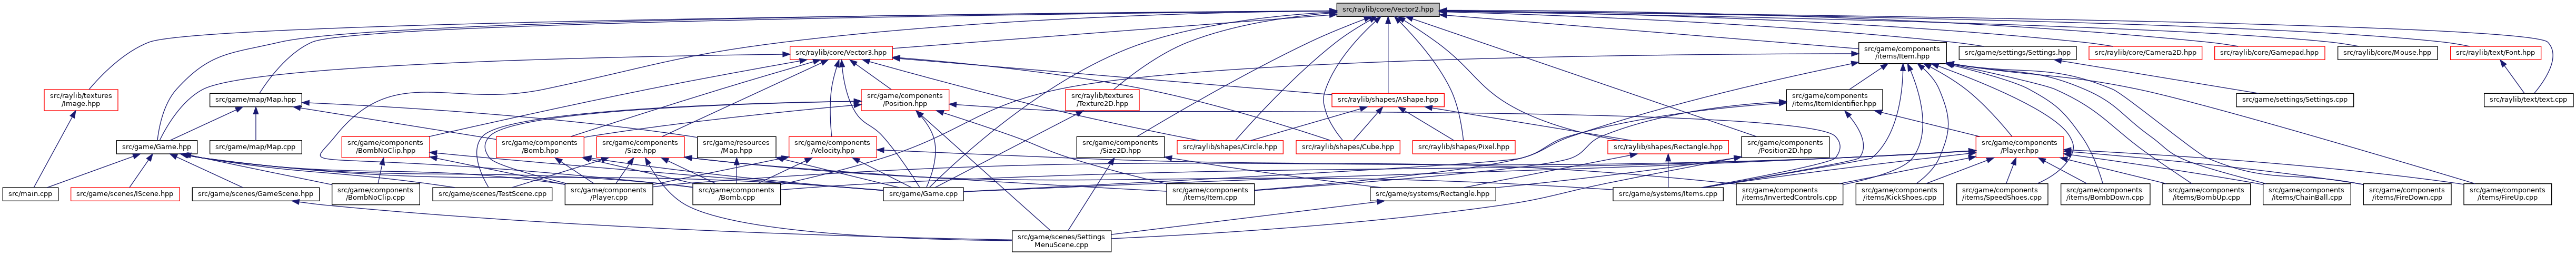 src/raylib/core/Vector2.hpp
src/raylib/core/Vector3.hpp
src/game/components
/items/Item.hpp
src/game/settings/Settings.hpp
src/raylib/core/Camera2D.hpp
src/raylib/core/Gamepad.hpp
src/raylib/core/Mouse.hpp
src/raylib/text/Font.hpp
src/raylib/textures
/Image.hpp
src/game/map/Map.hpp
src/game/components
/Position.hpp
src/raylib/textures
/Texture2D.hpp
src/raylib/shapes/AShape.hpp
src/game/components
/items/ItemIdentifier.hpp
src/game/settings/Settings.cpp
src/raylib/text/text.cpp
src/game/Game.hpp
src/game/map/Map.cpp
src/game/components
/BombNoClip.hpp
src/game/components
/Bomb.hpp
src/game/components
/Size.hpp
src/game/resources
/Map.hpp
src/game/components
/Velocity.hpp
src/game/components
/Size2D.hpp
src/raylib/shapes/Circle.hpp
src/raylib/shapes/Cube.hpp
src/raylib/shapes/Pixel.hpp
src/raylib/shapes/Rectangle.hpp
src/game/components
/Position2D.hpp
src/game/components
/Player.hpp
src/main.cpp
src/game/scenes/IScene.hpp
src/game/scenes/GameScene.hpp
src/game/components
/BombNoClip.cpp
src/game/scenes/TestScene.cpp
src/game/components
/Player.cpp
src/game/components
/Bomb.cpp
src/game/Game.cpp
src/game/components
/items/Item.cpp
src/game/systems/Rectangle.hpp
src/game/systems/Items.cpp
src/game/components
/items/InvertedControls.cpp
src/game/components
/items/KickShoes.cpp
src/game/components
/items/SpeedShoes.cpp
src/game/components
/items/BombDown.cpp
src/game/components
/items/BombUp.cpp
src/game/components
/items/ChainBall.cpp
src/game/components
/items/FireDown.cpp
src/game/components
/items/FireUp.cpp
src/game/scenes/Settings
MenuScene.cpp